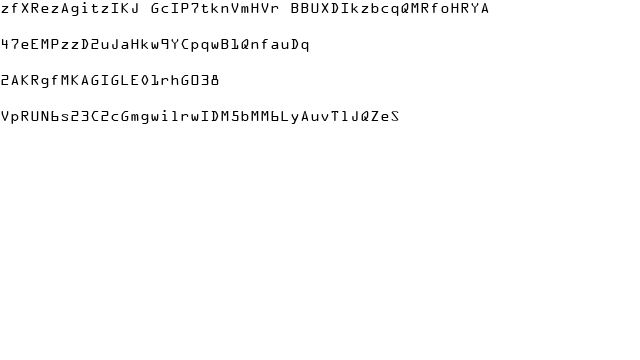 zfXRezAgitzIKJ GcIP7tknVmHVr BBUXDIkzbcqQMRfoHRYA
47eEMPzzD2uJaHkw9YCpqwB1QnfauDq
2AKRgfMKAGIGLE01rhGO38
VpRUN6s23C2cGmgwilrwIDM5bMM6LyAuvTlJQZeS